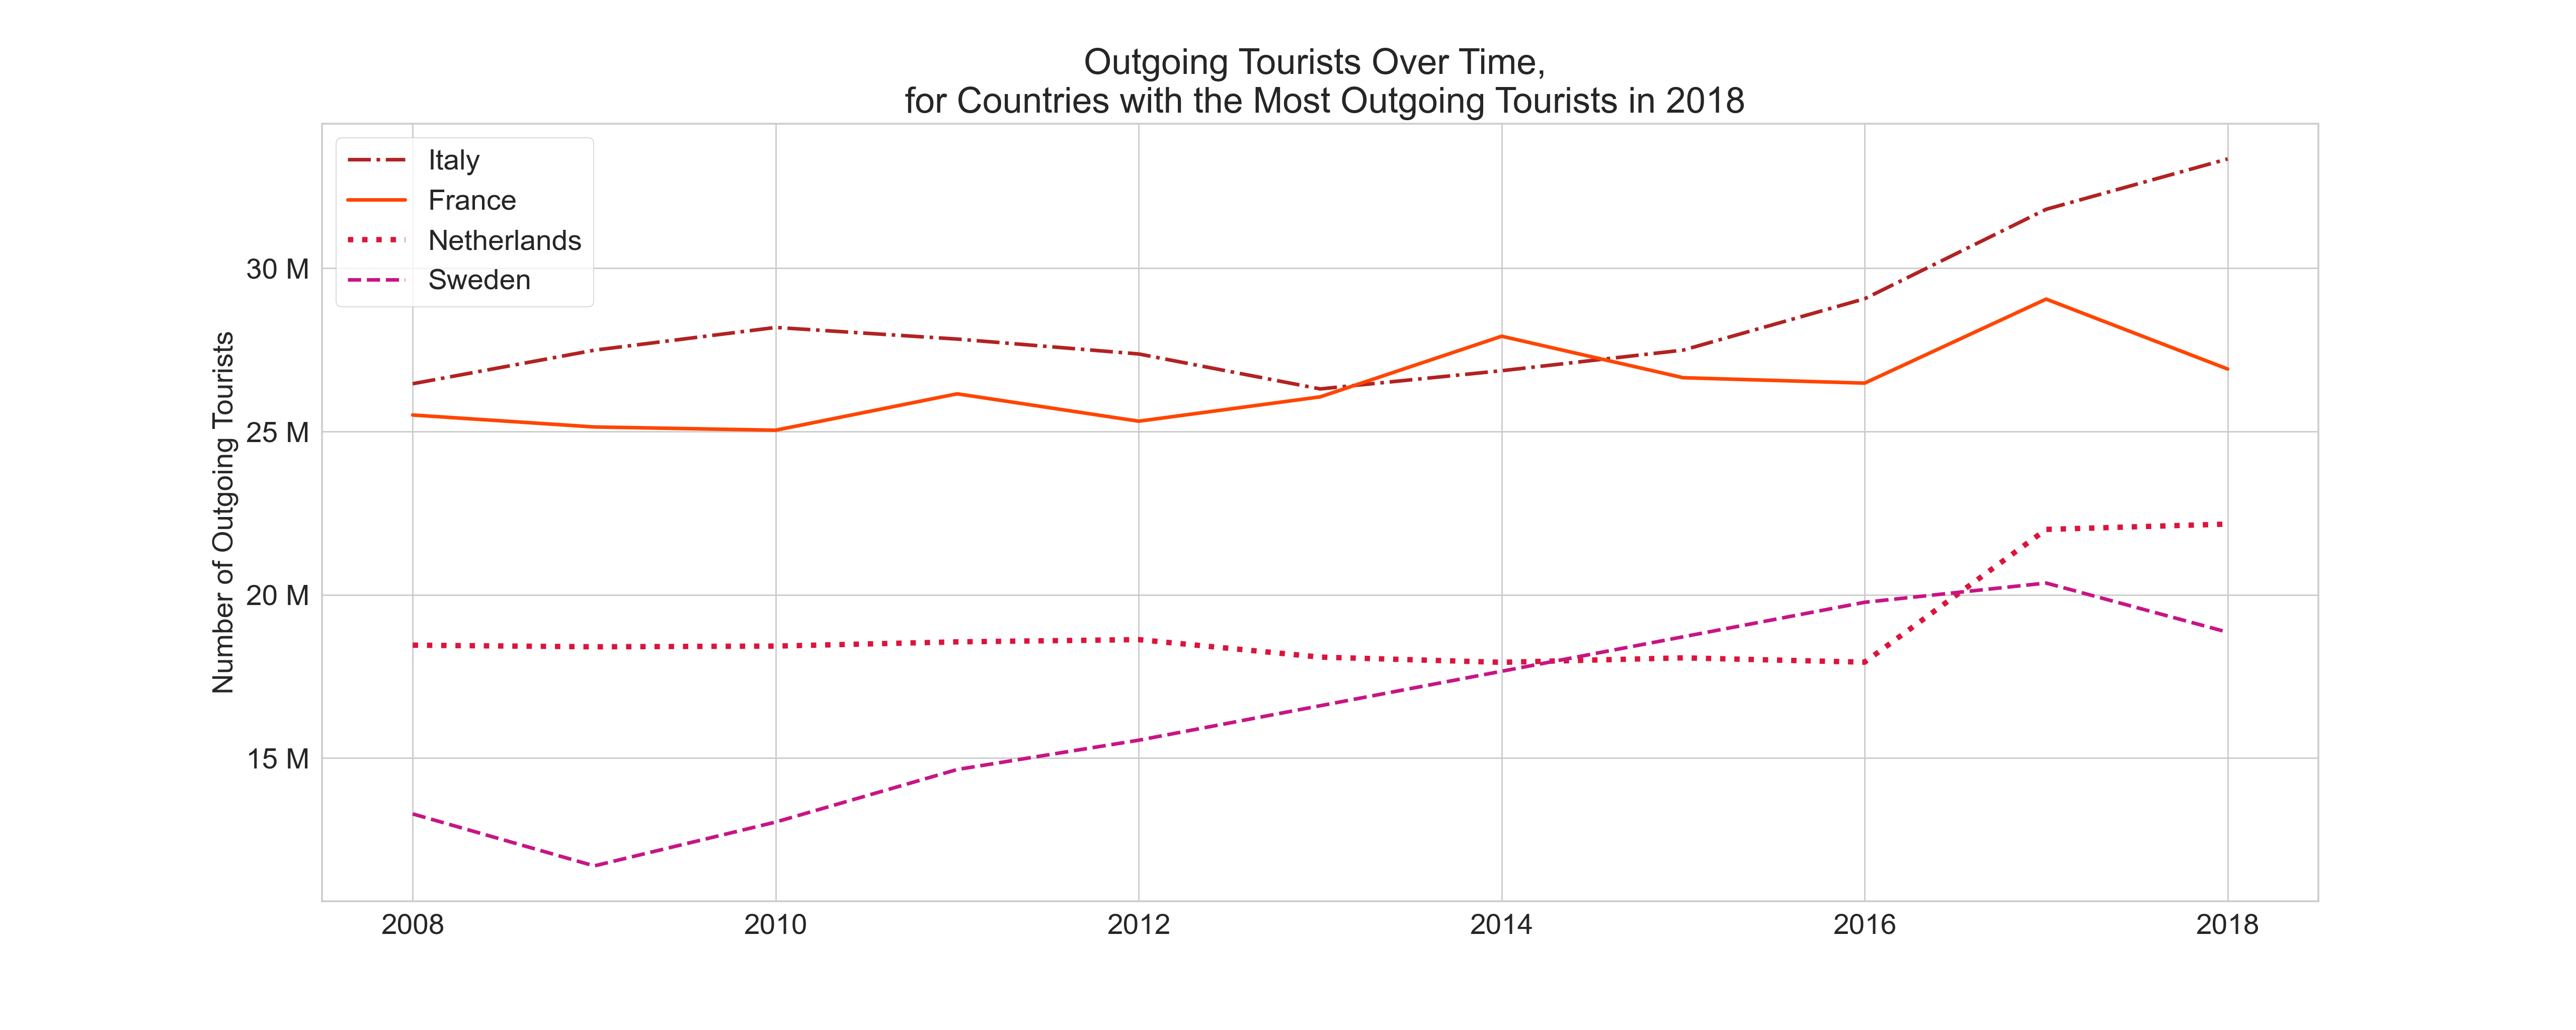 Outgoing Tourists Over Time,
for Countries with the Most Outgoing Tourists in 2018
Italy
France
Netherlands
Sweden
Number of Outgoing Tourists
30 M
25 M
20 M
15 M
2008 2010 2012 2014 2016 2018